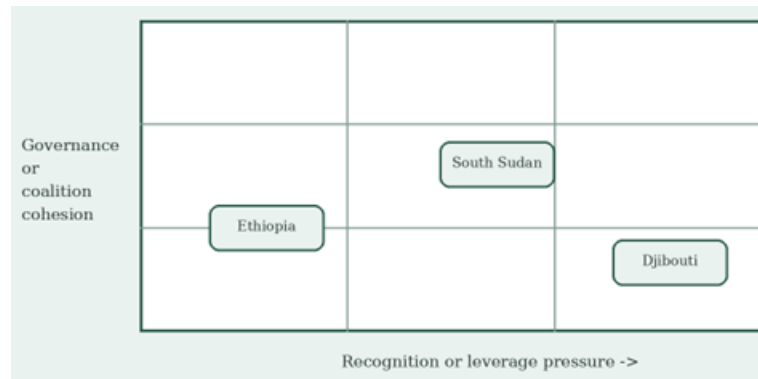 Governance
or
coalition
cohesion
South Sudan
Ethiopia
Djibouti
Recognition or leverage pressure ->